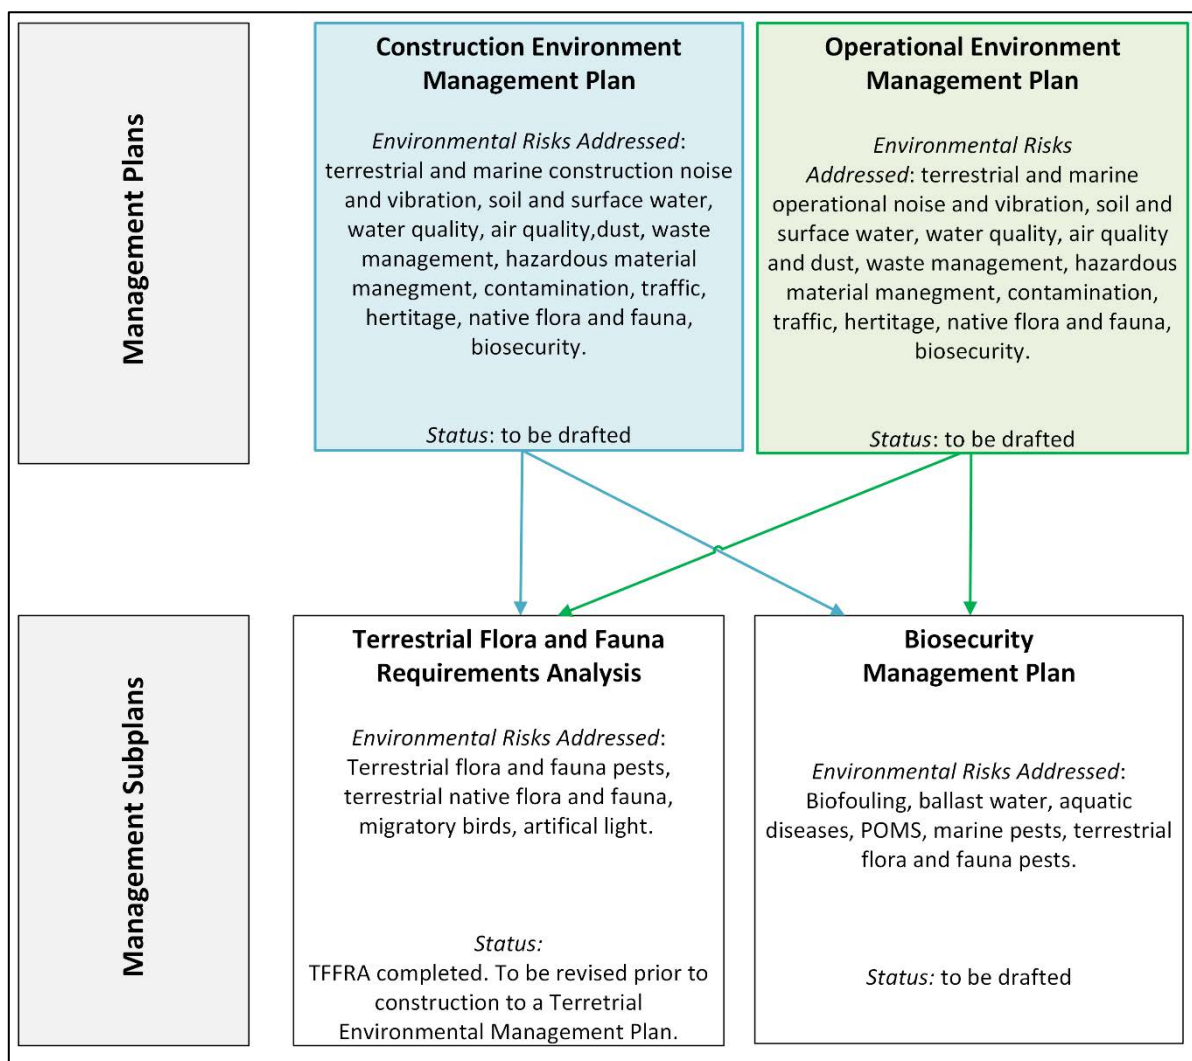 Management Plans
Construction Environment
Management Plan
Environmental Risks Addressed:
terrestrial and marine construction noise
and vibration, soil and surface water,
water quality, air quality,dust, waste
management, hazardous material
manegment, contamination, traffic,
hertitage, native flora and fauna,
biosecurity.
Status: to be drafted
Operational Environment
Management Plan
Environmental Risks
Addressed: terrestrial and marine
operational noise and vibration, soil and
surface water, water quality, air quality
and dust, waste management, hazardous
material manegment, contamination,
traffic, hertitage, native flora and fauna,
biosecurity.
Status: to be drafted
Management Subplans
Terrestrial Flora and Fauna
Requirements Analysis
Environmental Risks Addressed:
Terrestrial flora and fauna pests,
terrestrial native flora and fauna,
migratory birds, artifical light.
Status:
TFFRA completed. To be revised prior to
construction to a Terretrial
Environmental Management Plan.
Biosecurity
Management Plan
Environmental Risks Addressed:
Biofouling, ballast water, aquatic
diseases, POMS, marine pests, terrestrial
flora and fauna pests.
Status: to be drafted